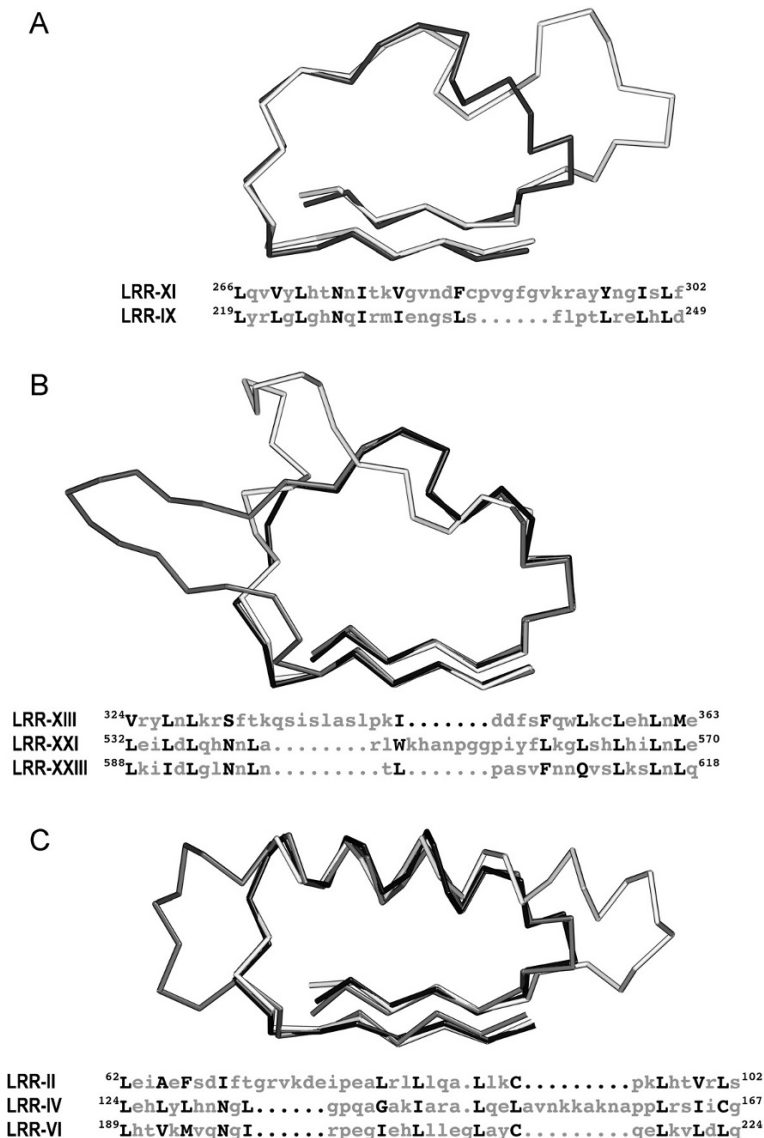 A
LRR-XI 266LqvVyLhtNnItkVgvndFcpvgfgvkrayYngIsLf302
LRR-IX 219LyrLgLghNqIrmIengsLs......flptLreLhLd249
B
LRR-XIII 324VryLnLkrSftkqsislaslpkI.......ddfsFqwLkcLehLnMe363
LRR-XXI 532LeiLdLqhNnLa.........rlWkhanpggpiyfLkgLshLhiLnLe570
LRR-XXIII 588LkiIdLglNnLn.........tL.......pasvFnnQvsLksLnLq618
C
LRR-II 62LeiAeFsdIftgrvkdeipeaLrlLlqa.LlkC.........pkLhtVrLs102
LRR-IV 124LehLyLhnNgL......gpqaGakIara.LqeLavnkkaknappLrsIiCg167
LRR-VI 189LhtVkMvqNgI......rpegIehLlleqLayC.........qeLkvLdLq224